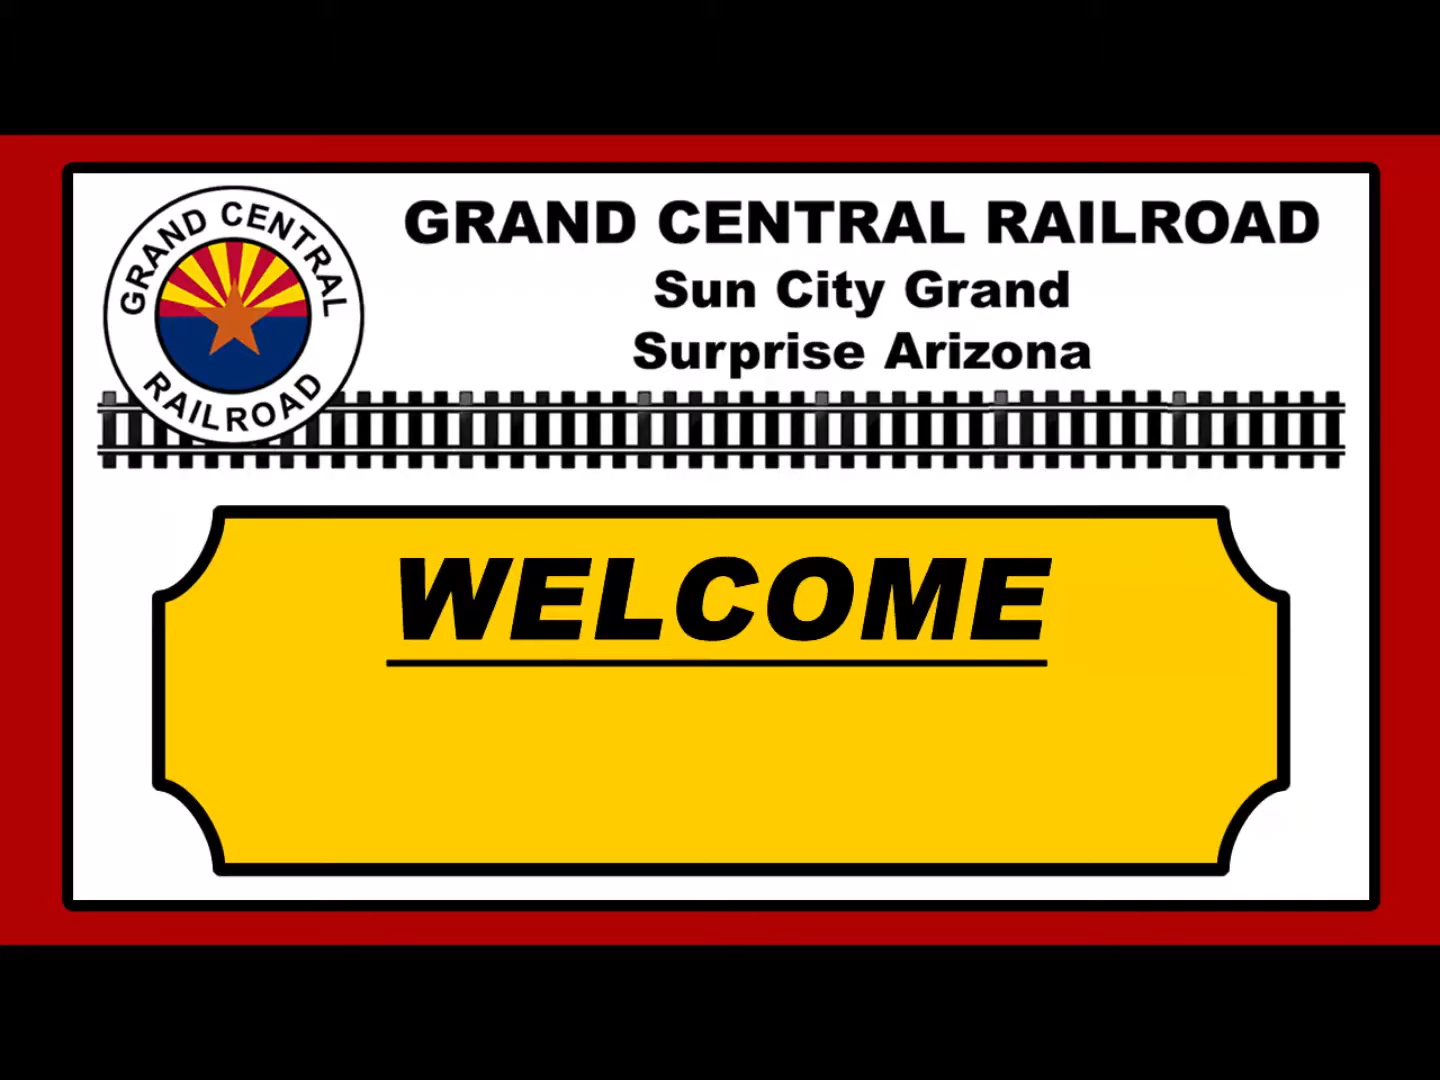 GRAND CENTRAL
RAILROAD
GRAND CENTRAL RAILROAD
Sun City Grand
Surprise Arizona
WELCOME